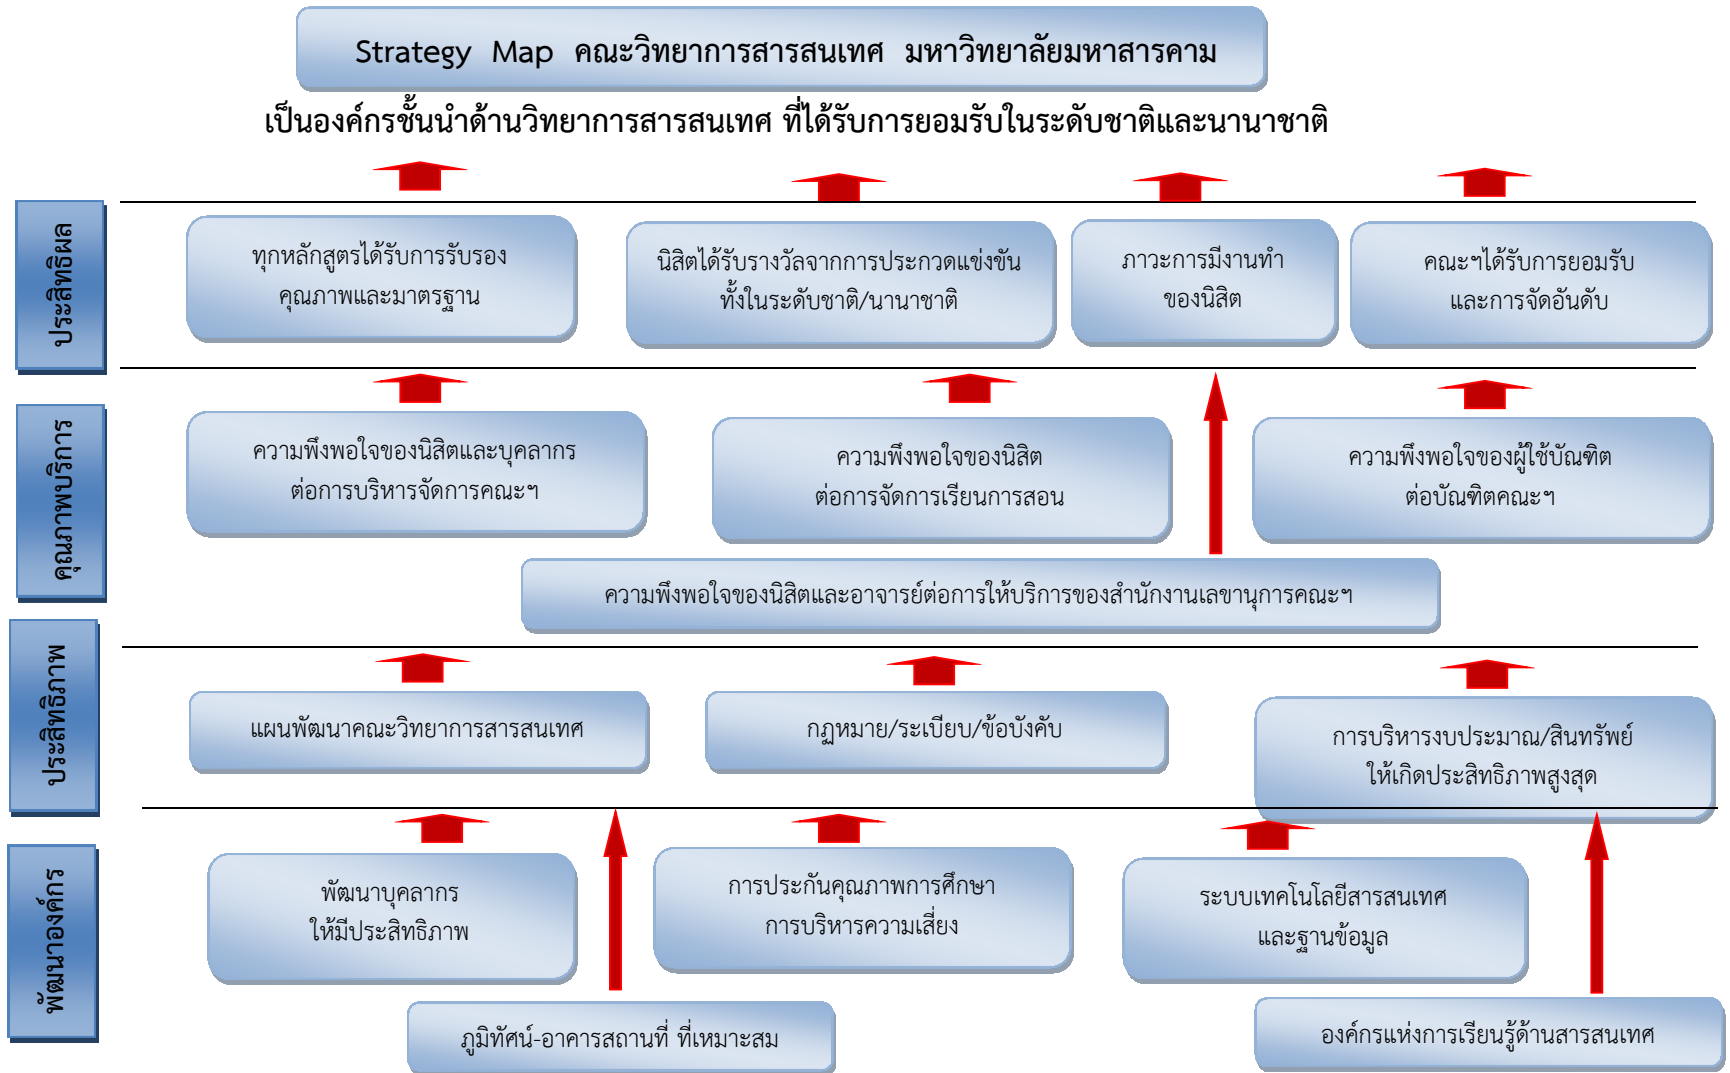 Strategy Map คณะวิทยาการสารสนเทศ มหาวิทยาลัยมหาสารคาม
เป็นองค์กรชั้นนำด้านวิทยาการสารสนเทศ ที่ได้รับการยอมรับในระดับชาติและนานาชาติ
ประสิทธิผล
ทุกหลักสูตรได้รับการรับรอง
คุณภาพและมาตรฐาน
นิสิตได้รับรางวัลจากการประกวดแข่งขัน
ทั้งในระดับชาติ/นานาชาติ
ภาวะการมีงานทำ
ของนิสิต
คณะฯได้รับการยอมรับ
และการจัดอันดับ
คุณภาพบริการ
ความพึงพอใจของนิสิตและบุคลากร
ต่อการบริหารจัดการคณะฯ
ความพึงพอใจของนิสิต
ต่อการจัดการเรียนการสอน
ความพึงพอใจของผู้ใช้บัณฑิต
ต่อบัณฑิตคณะฯ
ความพึงพอใจของนิสิตและอาจารย์ต่อการให้บริการของสำนักงานเลขานุการคณะฯ
ประสิทธิภาพ
แผนพัฒนาคณะวิทยาการสารสนเทศ
กฎหมาย/ระเบียบ/ข้อบังคับ
การบริหารงบประมาณ/สินทรัพย์
ให้เกิดประสิทธิภาพสูงสุด
พัฒนาองค์กร
พัฒนาบุคลากร
ให้มีประสิทธิภาพ
การประกันคุณภาพการศึกษา
การบริหารความเสี่ยง
ระบบเทคโนโลยีสารสนเทศ
และฐานข้อมูล
ภูมิทัศน์-อาคารสถานที่ ที่เหมาะสม
องค์กรแห่งการเรียนรู้ด้านสารสนเทศ